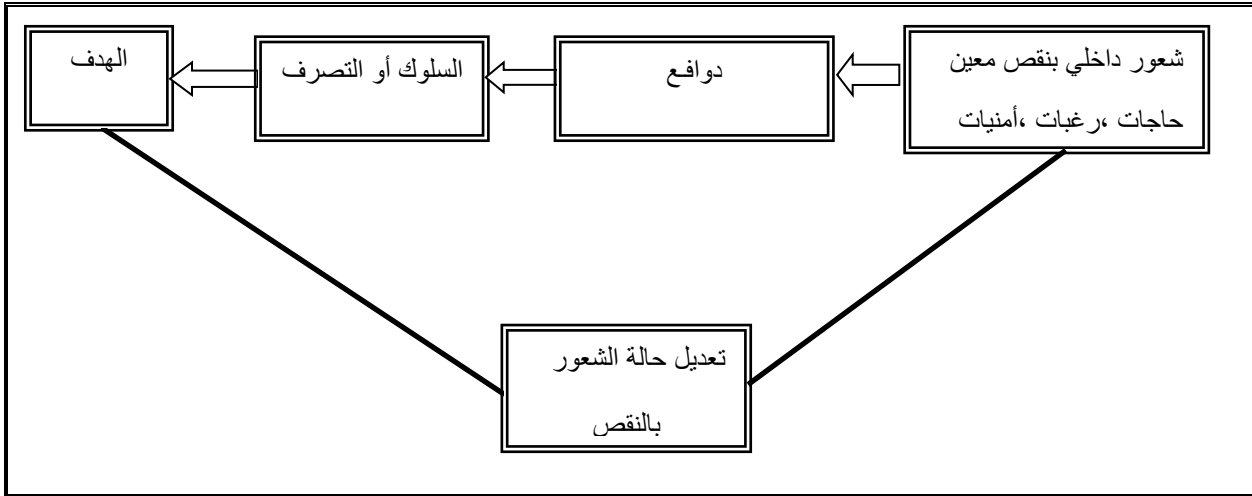 شعور داخلي بنقص معين
حاجات ،رغبات ،أمنيات
دوافع
السلوك أو التصرف
الهدف
تعديل حالة الشعور
بالنقص